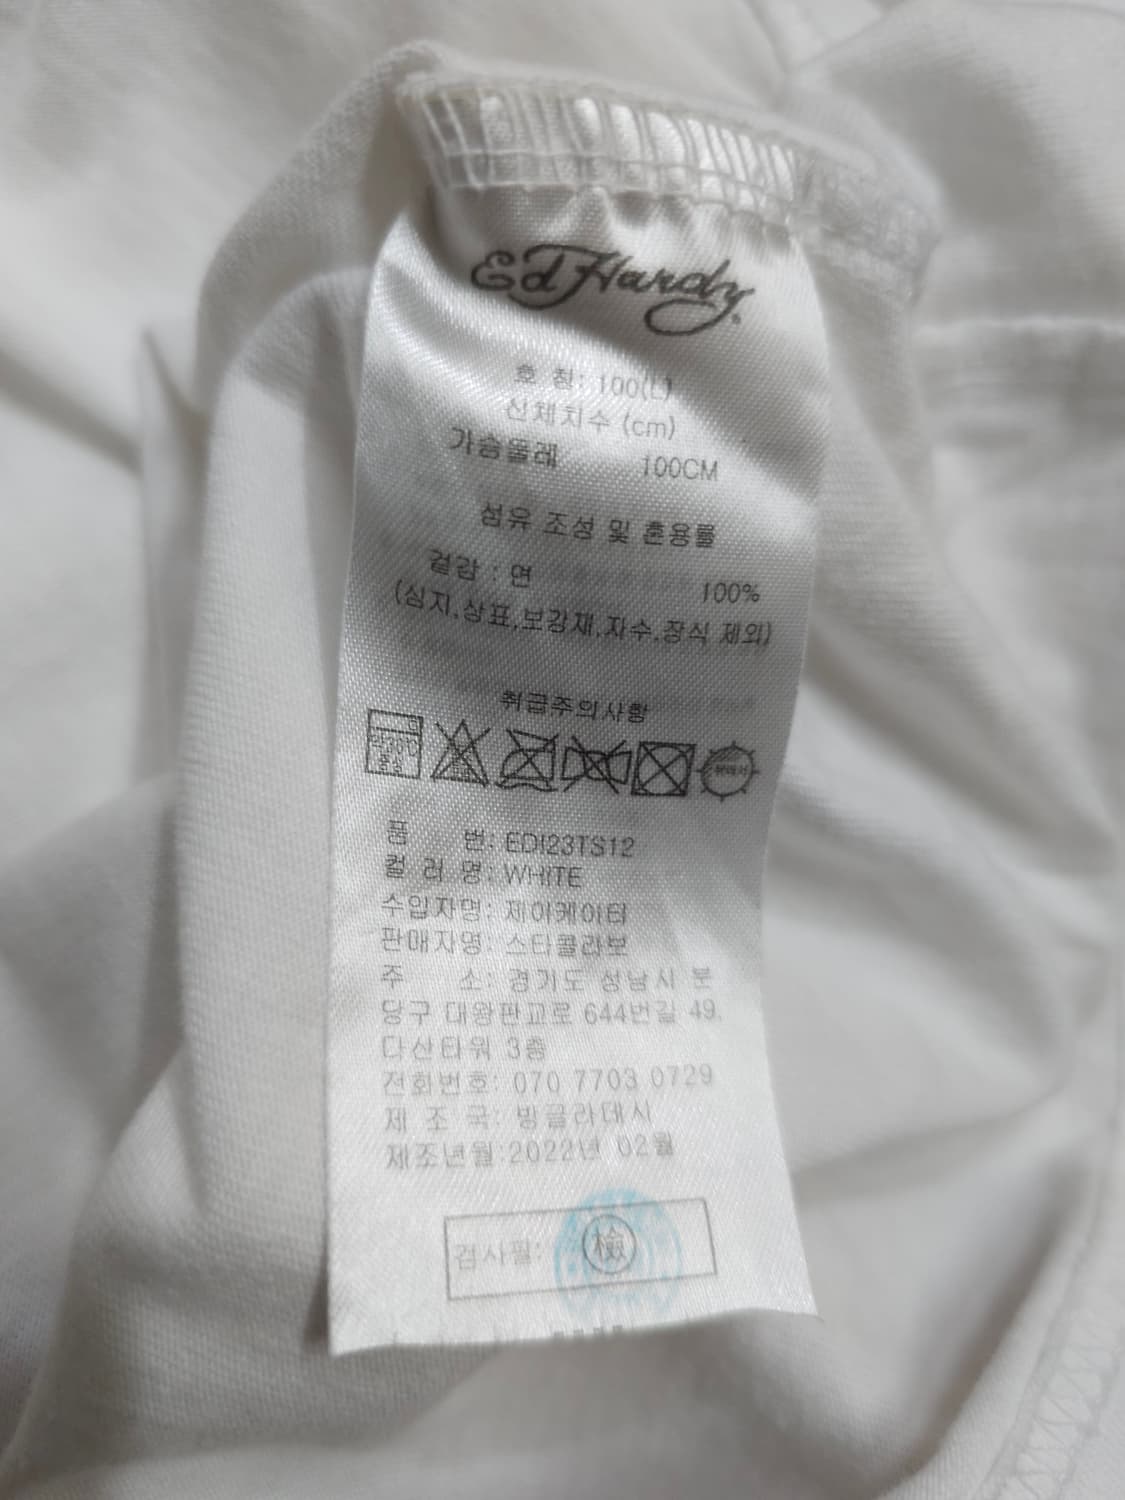 Ed Hardy
호 칭: 100(L)
신체치수 (cm)
가슴둘레 100CM
섬유 조성 및 혼용률
겉감 : 면 100%
(심지,상표,보강재,자수,장식 제외)
취급주의사항
품 번: EDI23TS12
컬 러 명: WHITE
수입자명: 제이케이티
판매자명: 스타콜라보
주 소: 경기도 성남시 분
당구 대왕판교로 644번길 49,
다산타워 3층
전화번호: 070 7703 0729
제 조 국: 방글라데시
제조년월:2022년 02월
검사필: 檢